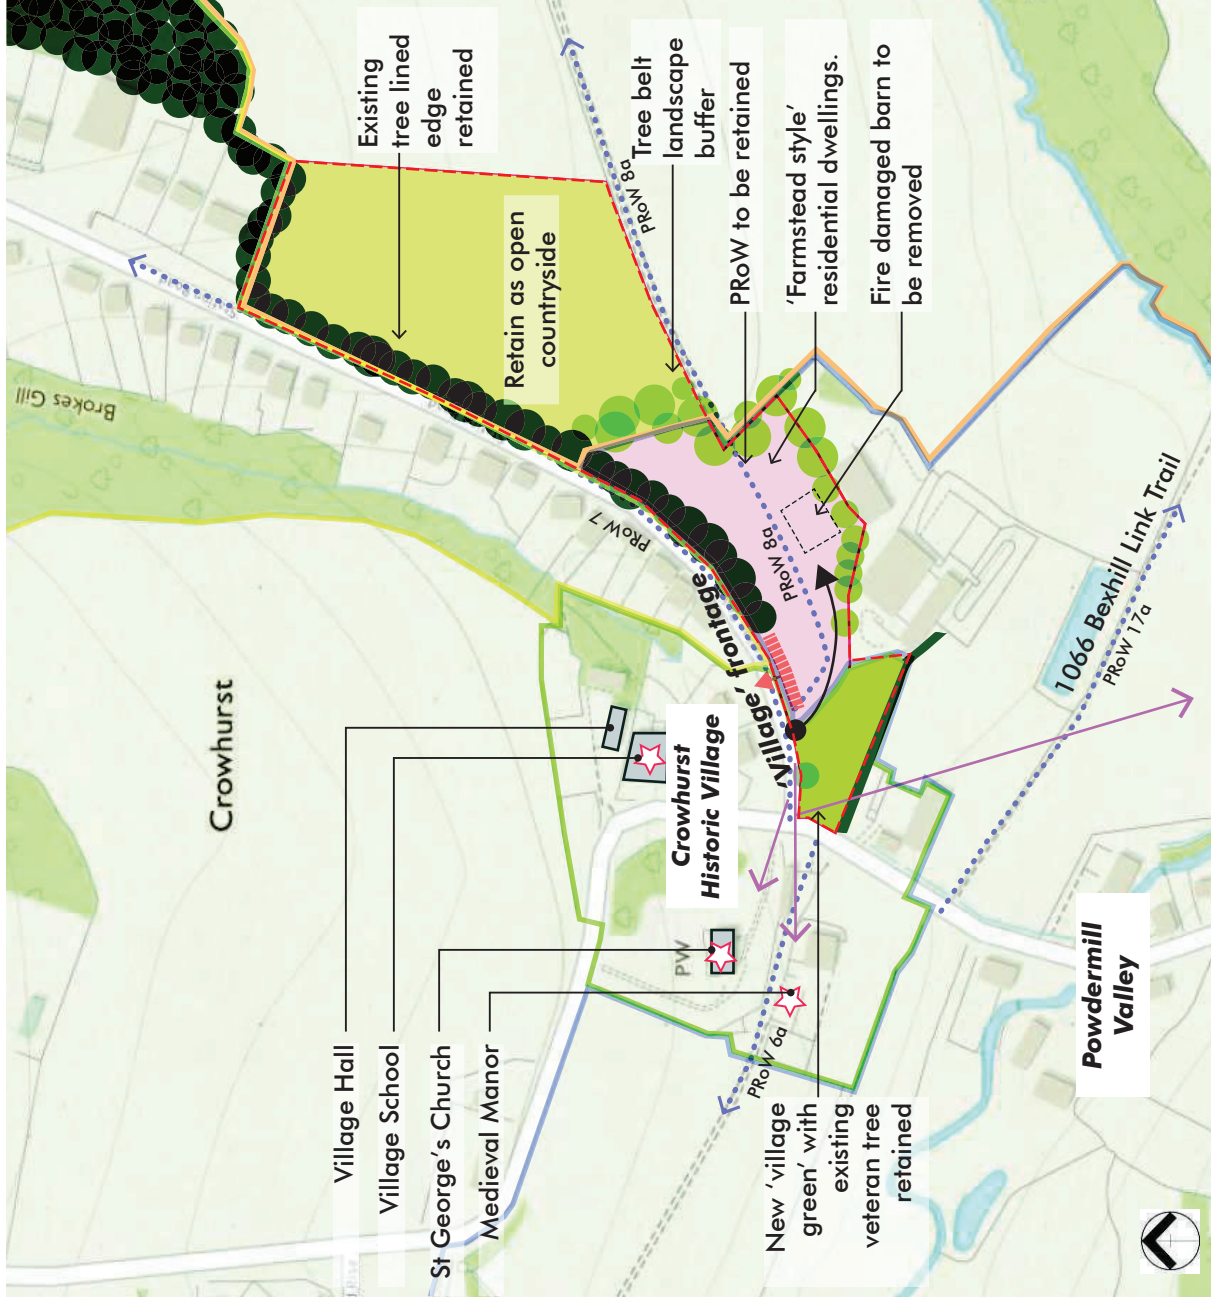 Existing
tree lined
edge
retained
Tree belt
landscape
buffer
PRoW to be retained
‘Farmstead style’
residential dwellings.
Fire damaged barn to
be removed
Retain as open
countryside
PRoW 8a
Brokes Gill
PRoW 7
PRoW 8a
‘Village’ frontage
1066 Bexhill Link Trail
PRoW 17a
Crowhurst
Crowhurst
Historic Village
PW
Powdermill
Valley
PRoW 6a
Village Hall
Village School
St George’s Church
Medieval Manor
New ‘village
green’ with
existing
veteran tree
retained